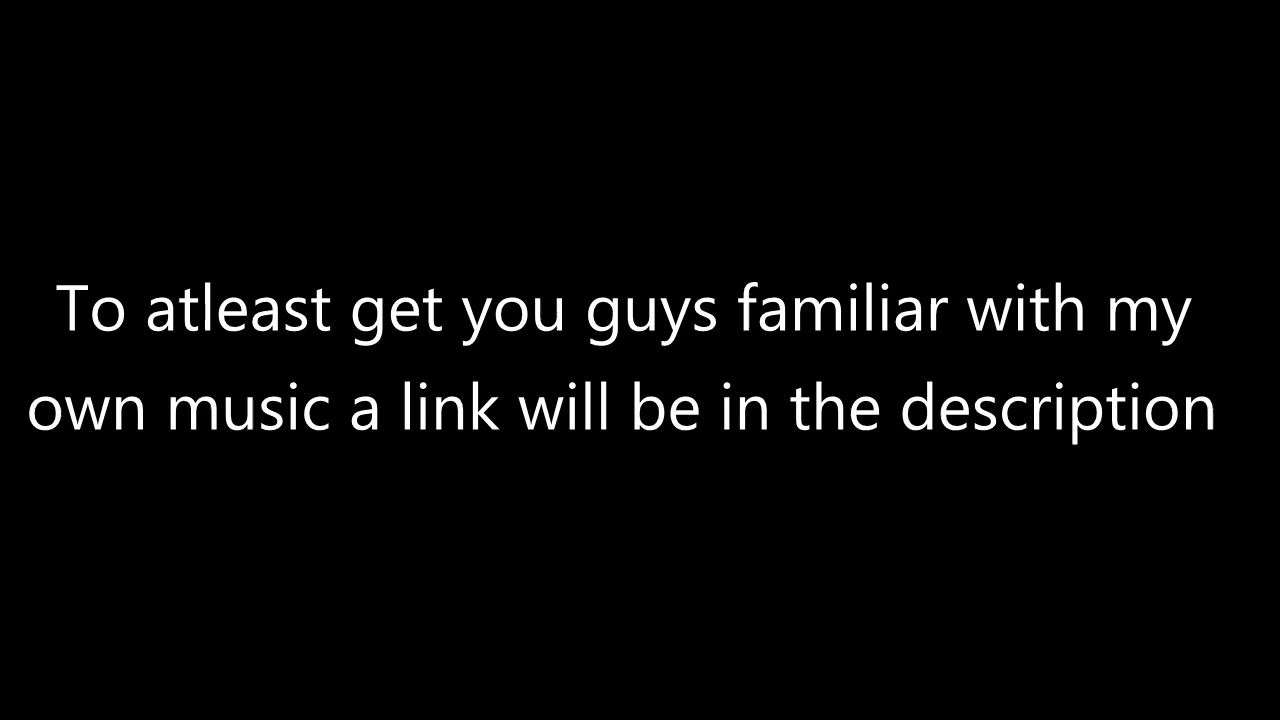 To atleast get you guys familiar with my
own music a link will be in the description